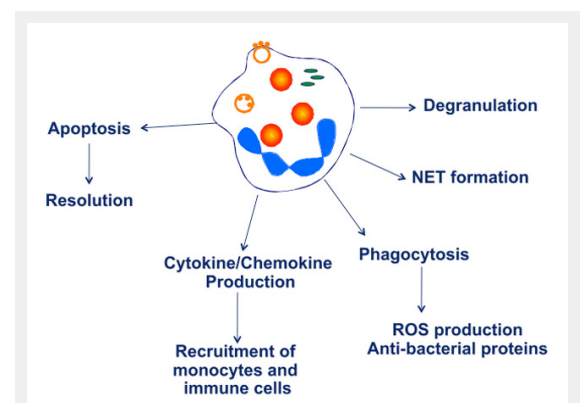 Degranulation
Apoptosis
NET formation
Resolution
Phagocytosis
Cytokine/Chemokine
Production
ROS production
Anti-bacterial proteins
Recruitment of
monocytes and
immune cells